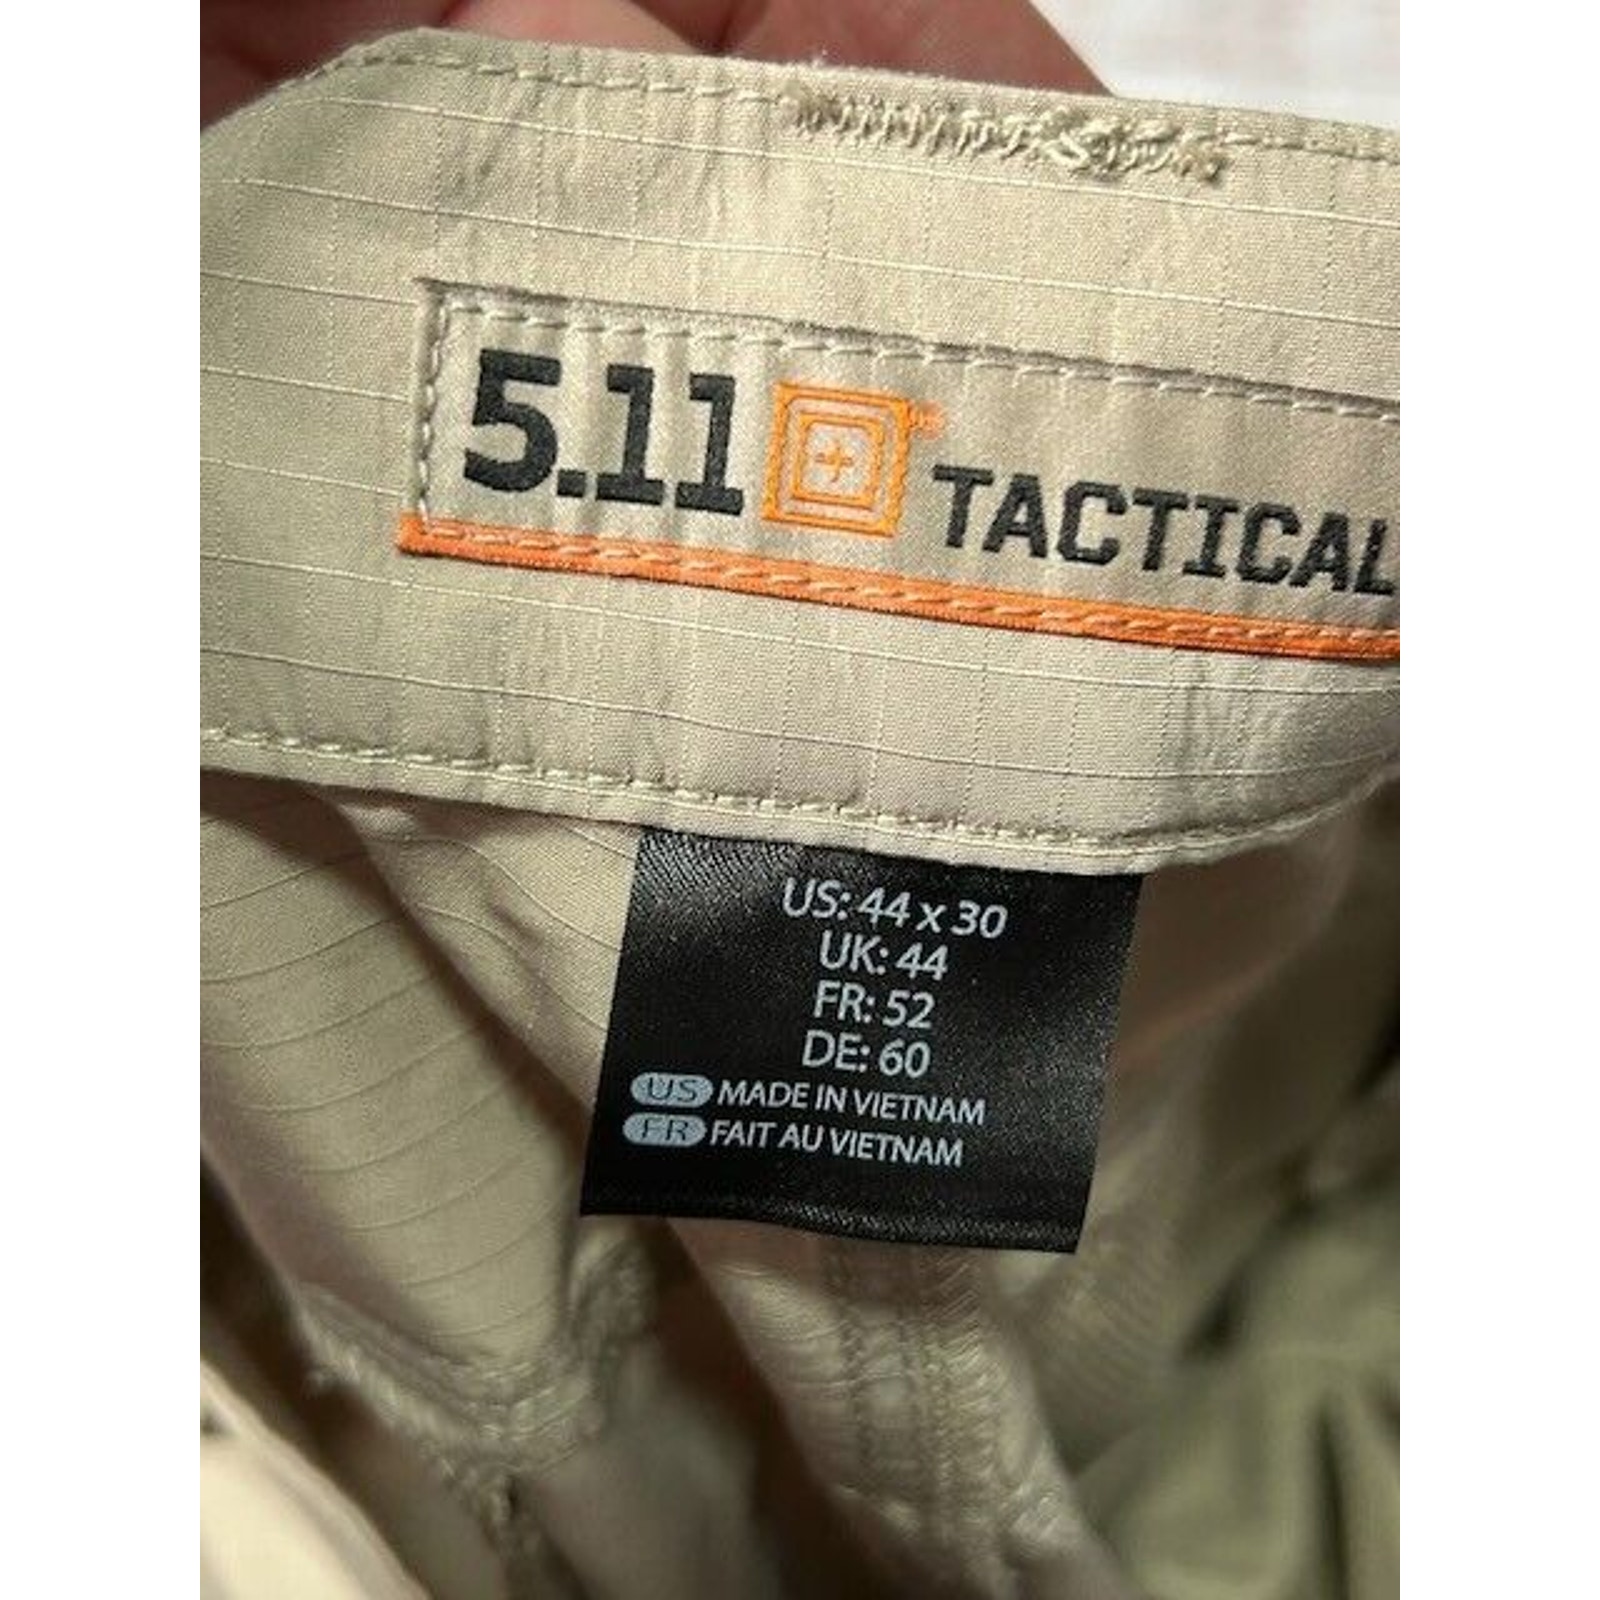 5.11 TACTICAL
US: 44 x 30
UK: 44
FR: 52
DE: 60
US MADE IN VIETNAM
FR FAIT AU VIETNAM